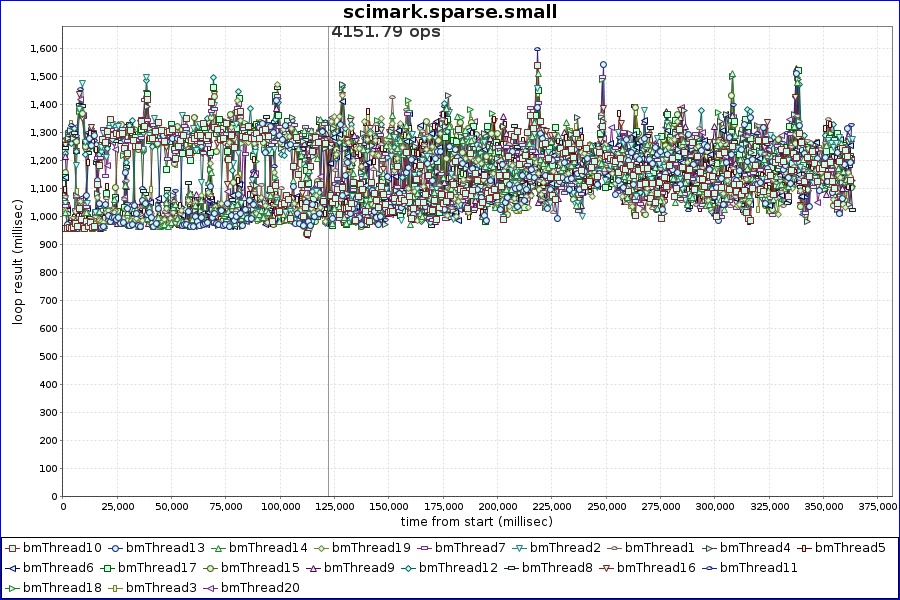 scimark.sparse.small
4151.79 ops
1,600
1,500
1,400
1,300
1,200
1,100
1,000
900
800
700
600
500
400
300
200
100
0
loop result (millisec)
0 25,000 50,000 75,000 100,000 125,000 150,000 175,000 200,000 225,000 250,000 275,000 300,000 325,000 350,000 375,000
time from start (millisec)
bmThread10 bmThread13 bmThread14 bmThread19 bmThread7 bmThread2 bmThread1 bmThread4 bmThread5
bmThread6 bmThread17 bmThread15 bmThread9 bmThread12 bmThread8 bmThread16 bmThread11
bmThread18 bmThread3 bmThread20